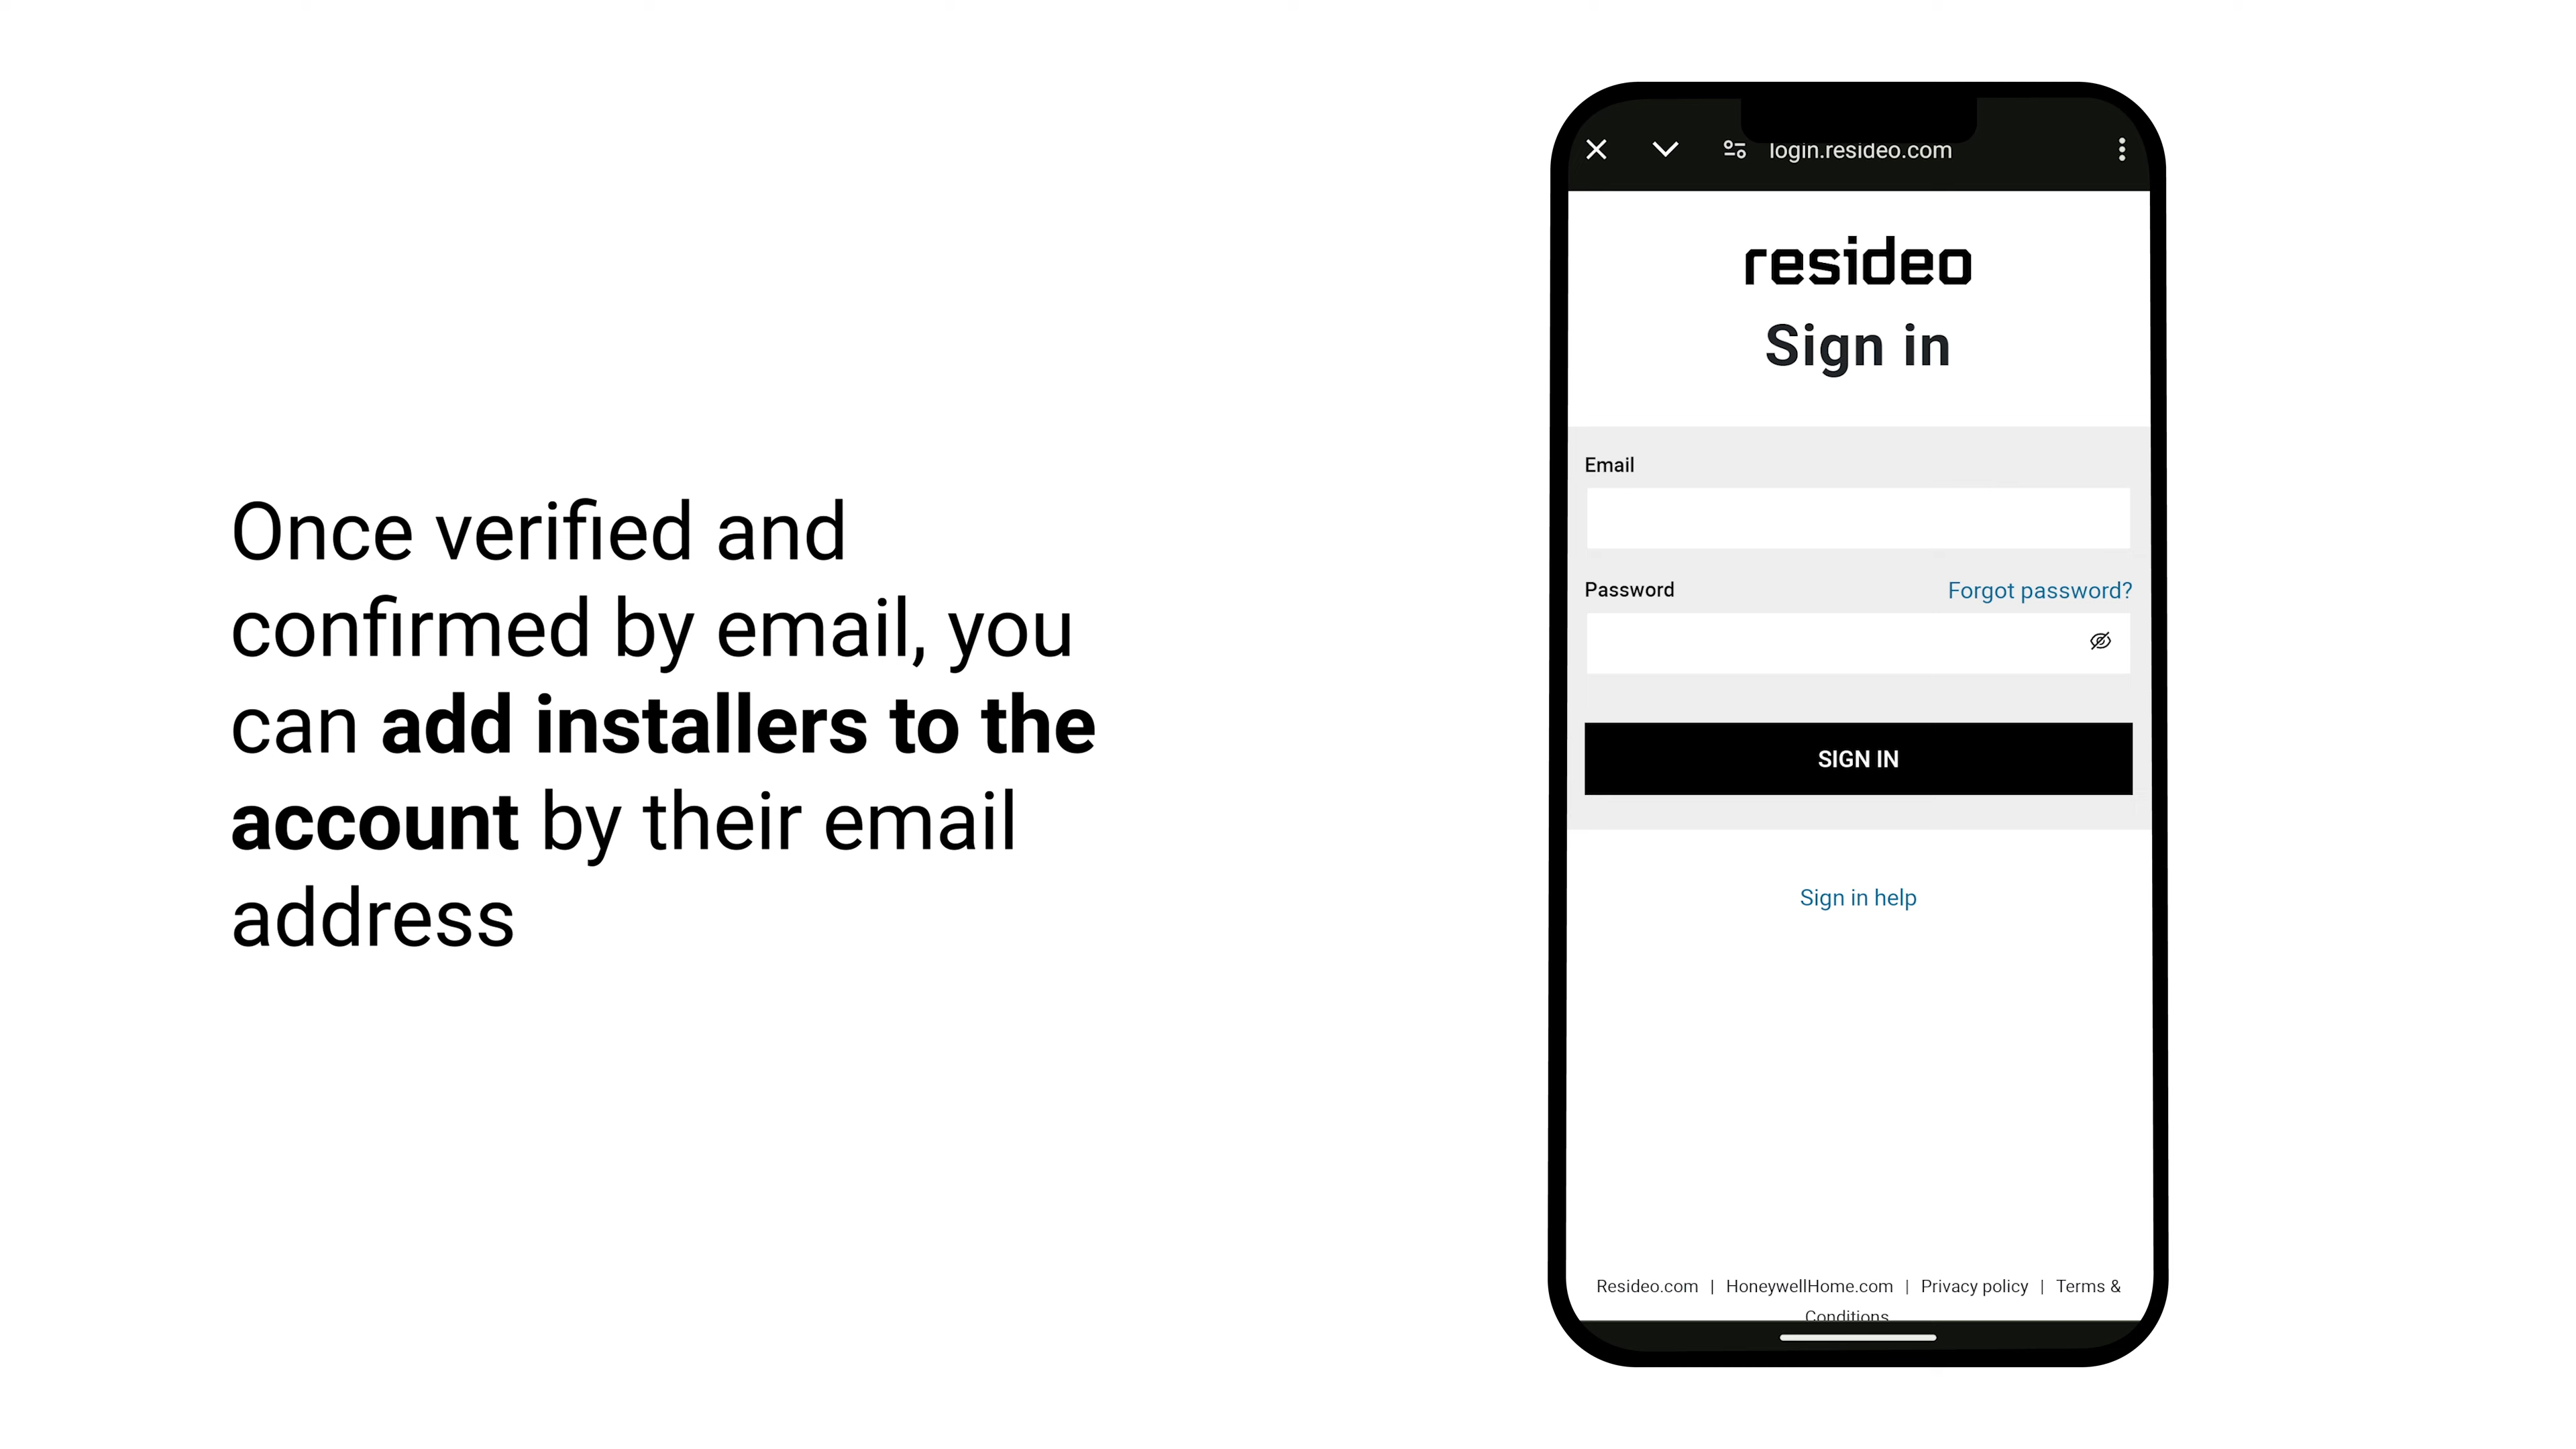 Once verified and
confirmed by email, you
can add installers to the
account by their email
address
login.resideo.com
resideo
Sign in
Email
Password
Forgot password?
SIGN IN
Sign in help
Resideo.com | HoneywellHome.com | Privacy policy | Terms &
Conditions